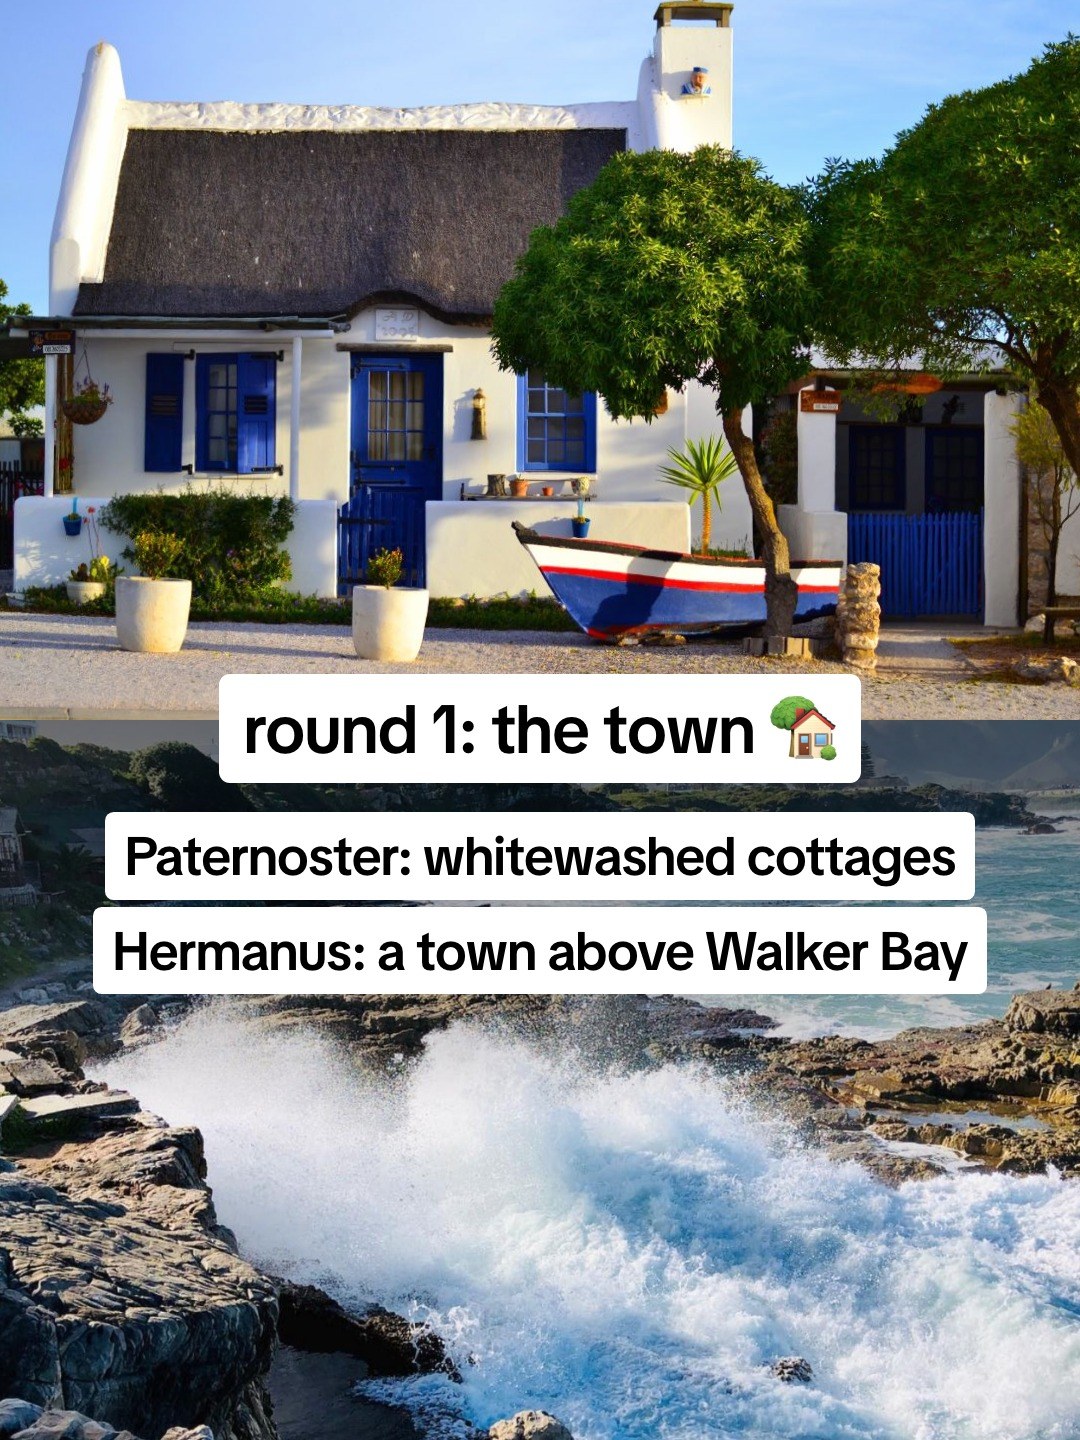 round 1: the town 🏡
Paternoster: whitewashed cottages
Hermanus: a town above Walker Bay